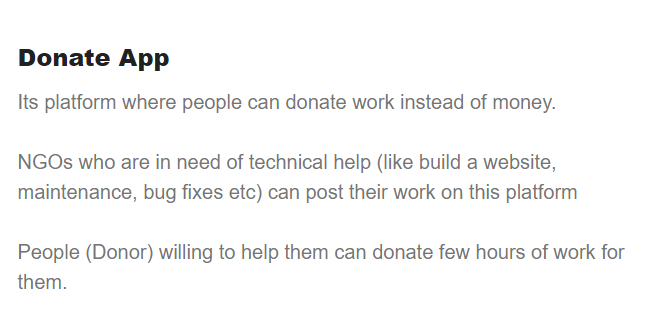 Donate App
Its platform where people can donate work instead of money.
NGOs who are in need of technical help (like build a website,
maintenance, bug fixes etc) can post their work on this platform
People (Donor) willing to help them can donate few hours of work for
them.